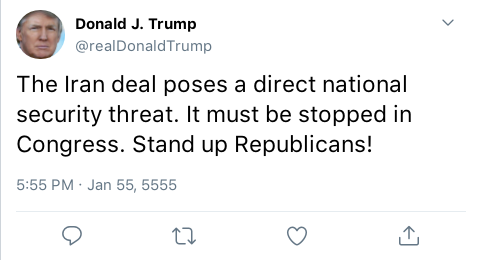 Donald J. Trump
@realDonaldTrump
The Iran deal poses a direct national
security threat. It must be stopped in
Congress. Stand up Republicans!
5:55 PM · Jan 55, 5555